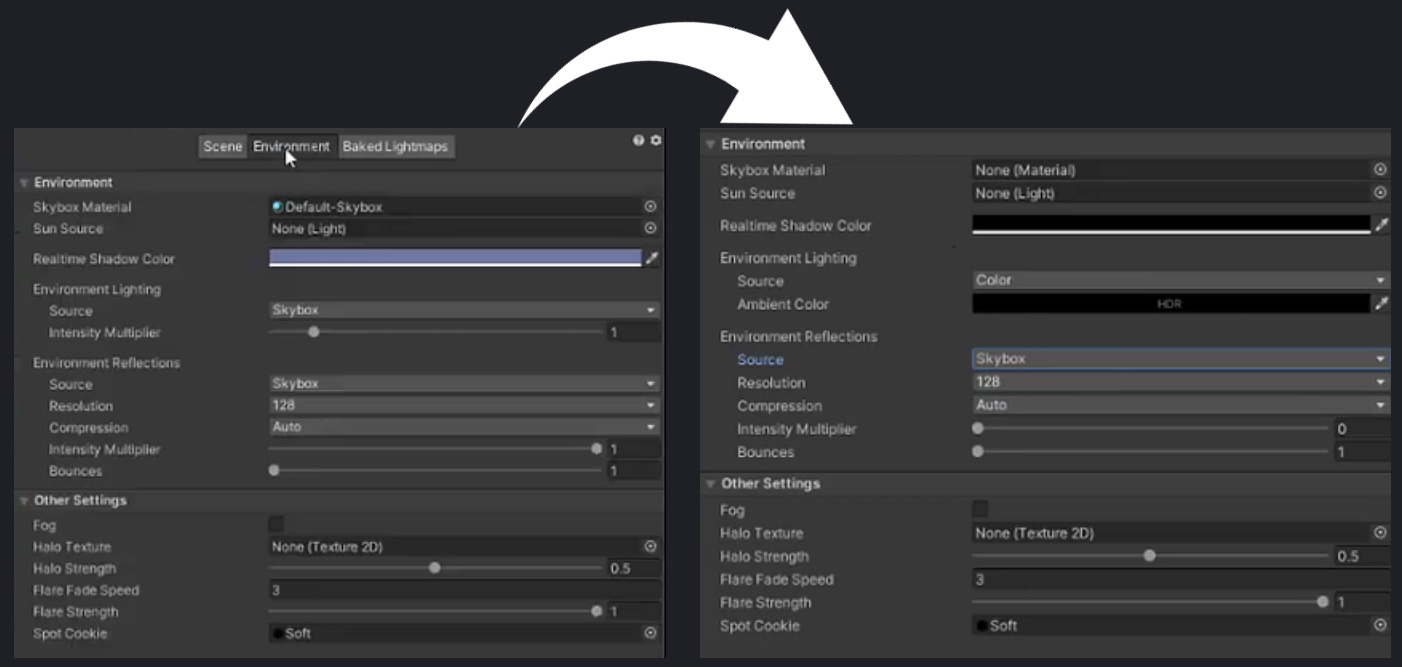 Scene Environment Baked Lightmaps
Environment
Skybox Material Default-Skybox
Sun Source None (Light)
Realtime Shadow Color
Environment Lighting
Source Skybox
Intensity Multiplier 1
Environment Reflections
Source Skybox
Resolution 128
Compression Auto
Intensity Multiplier 1
Bounces 1
Other Settings
Fog
Halo Texture None (Texture 2D)
Halo Strength 0.5
Flare Fade Speed 3
Flare Strength 1
Spot Cookie Soft
Environment
Skybox Material None (Material)
Sun Source None (Light)
Realtime Shadow Color
Environment Lighting
Source Color
Ambient Color HDR
Environment Reflections
Source Skybox
Resolution 128
Compression Auto
Intensity Multiplier 0
Bounces 1
Other Settings
Fog
Halo Texture None (Texture 2D)
Halo Strength 0.5
Flare Fade Speed 3
Flare Strength 1
Spot Cookie Soft